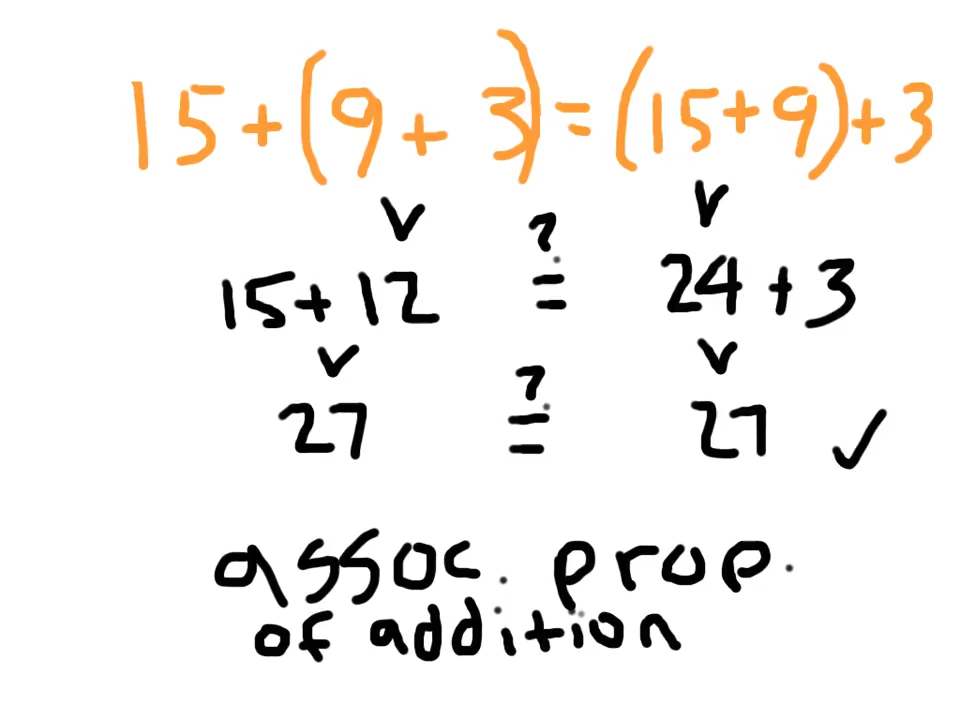 15+(9+3)=(15+9)+3
v v
15+12 ≟ 24+3
v v
27 ≟ 27 ✓
assoc. prop.
of addition